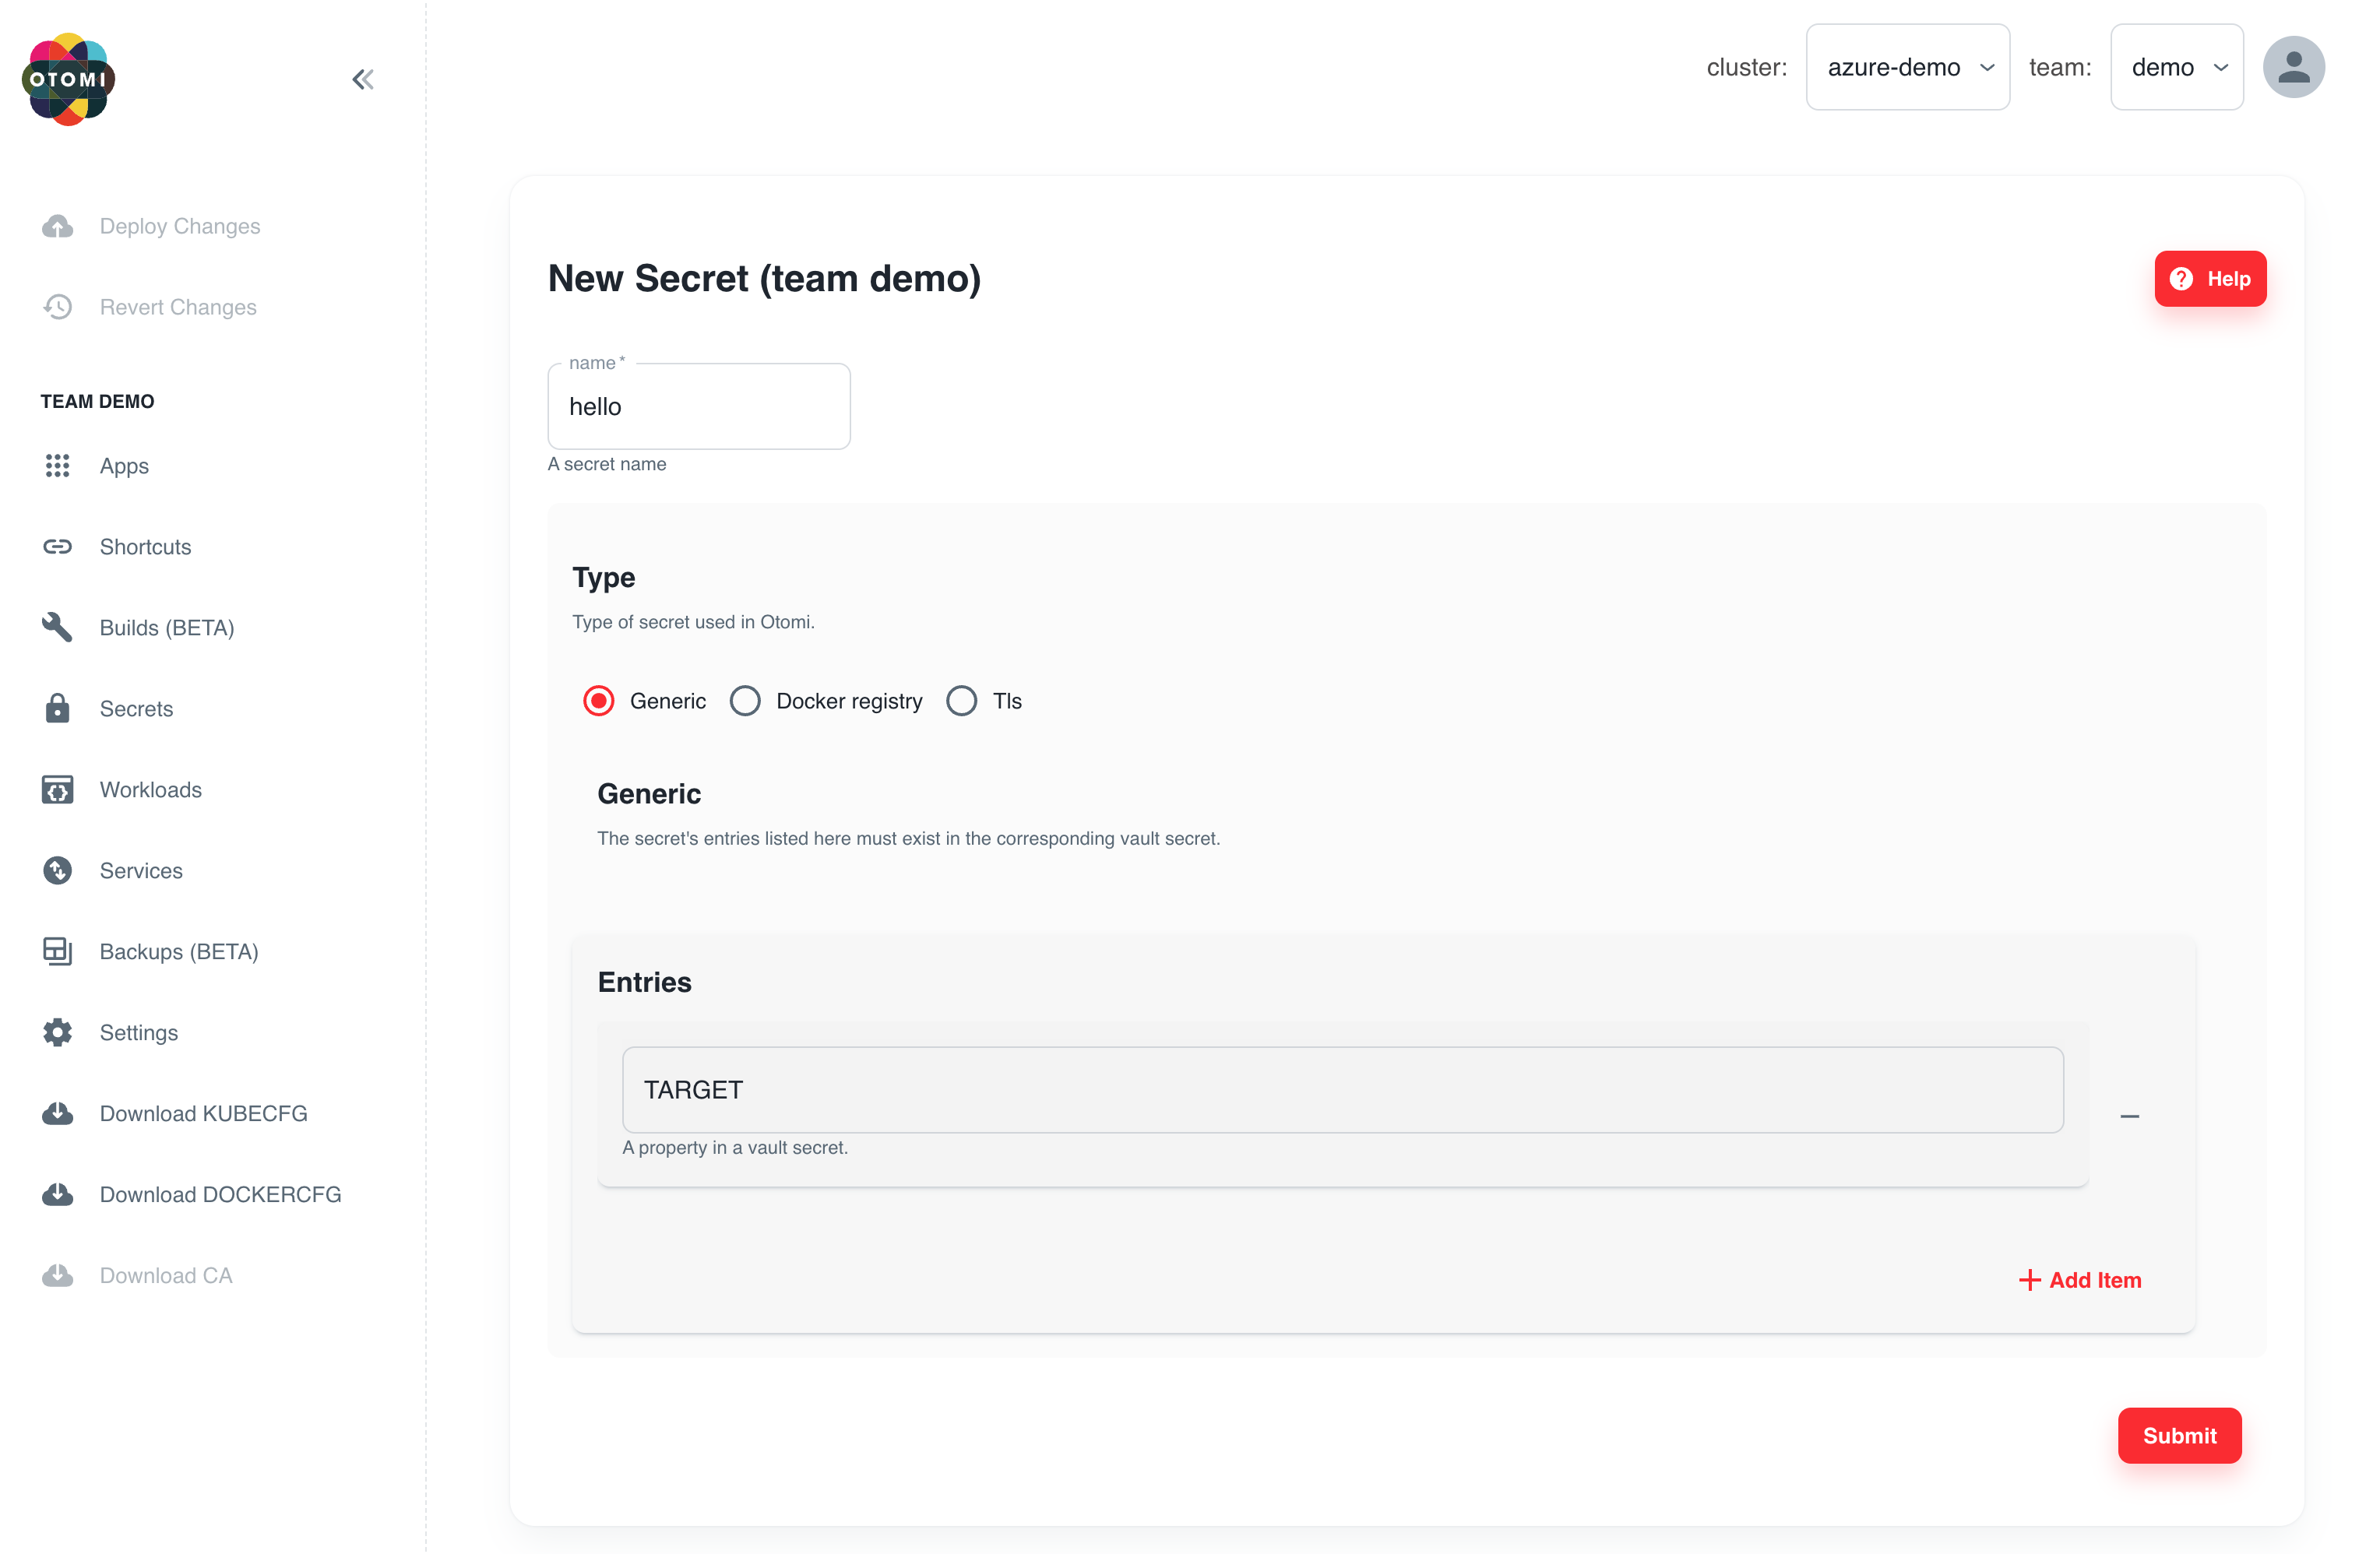 OTOMI
cluster: azure-demo team: demo
Deploy Changes
Revert Changes
TEAM DEMO
Apps
Shortcuts
Builds (BETA)
Secrets
Workloads
Services
Backups (BETA)
Settings
Download KUBECFG
Download DOCKERCFG
Download CA
New Secret (team demo)
Help
name *
hello
A secret name
Type
Type of secret used in Otomi.
Generic Docker registry Tls
Generic
The secret's entries listed here must exist in the corresponding vault secret.
Entries
TARGET
A property in a vault secret.
Add Item
Submit